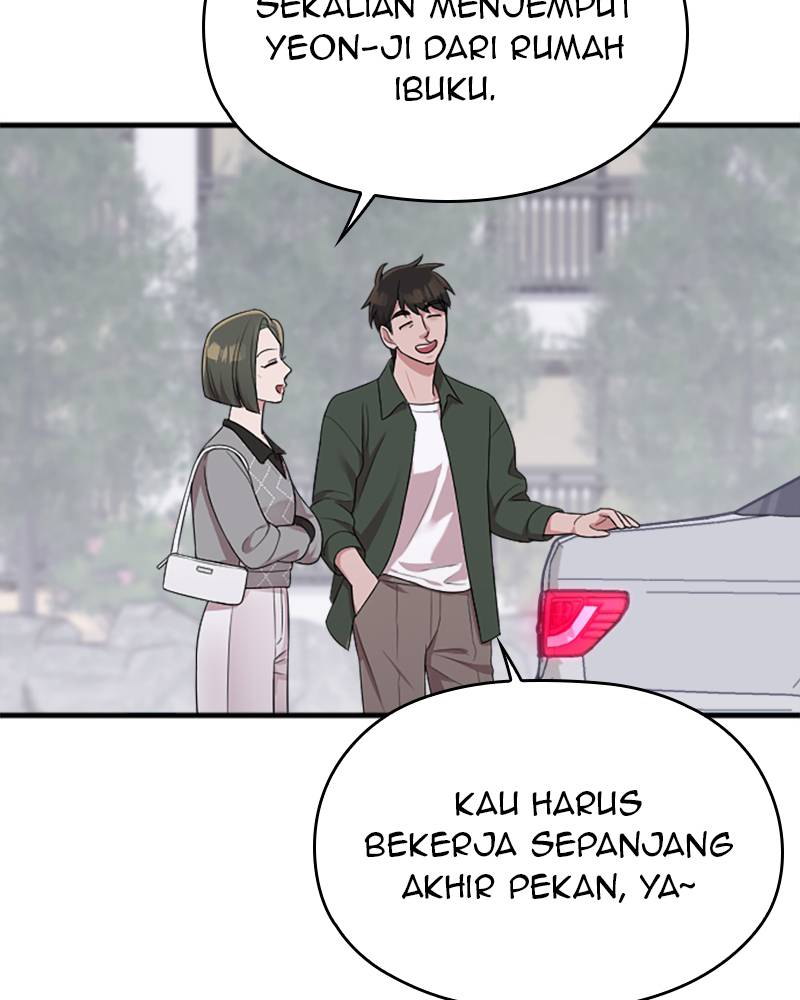 SEKALIAN MENJEMPUT
YEON-JI DARI RUMAH
IBUKU.
KAU HARUS
BEKERJA SEPANJANG
AKHIR PEKAN, YA~